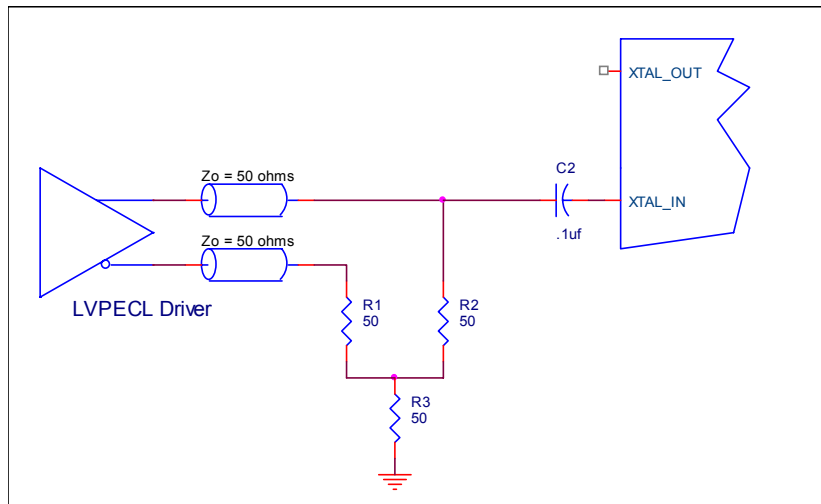 XTAL_OUT
Zo = 50 ohms
C2
XTAL_IN
.1uf
Zo = 50 ohms
LVPECL Driver
R1
50
R2
50
R3
50